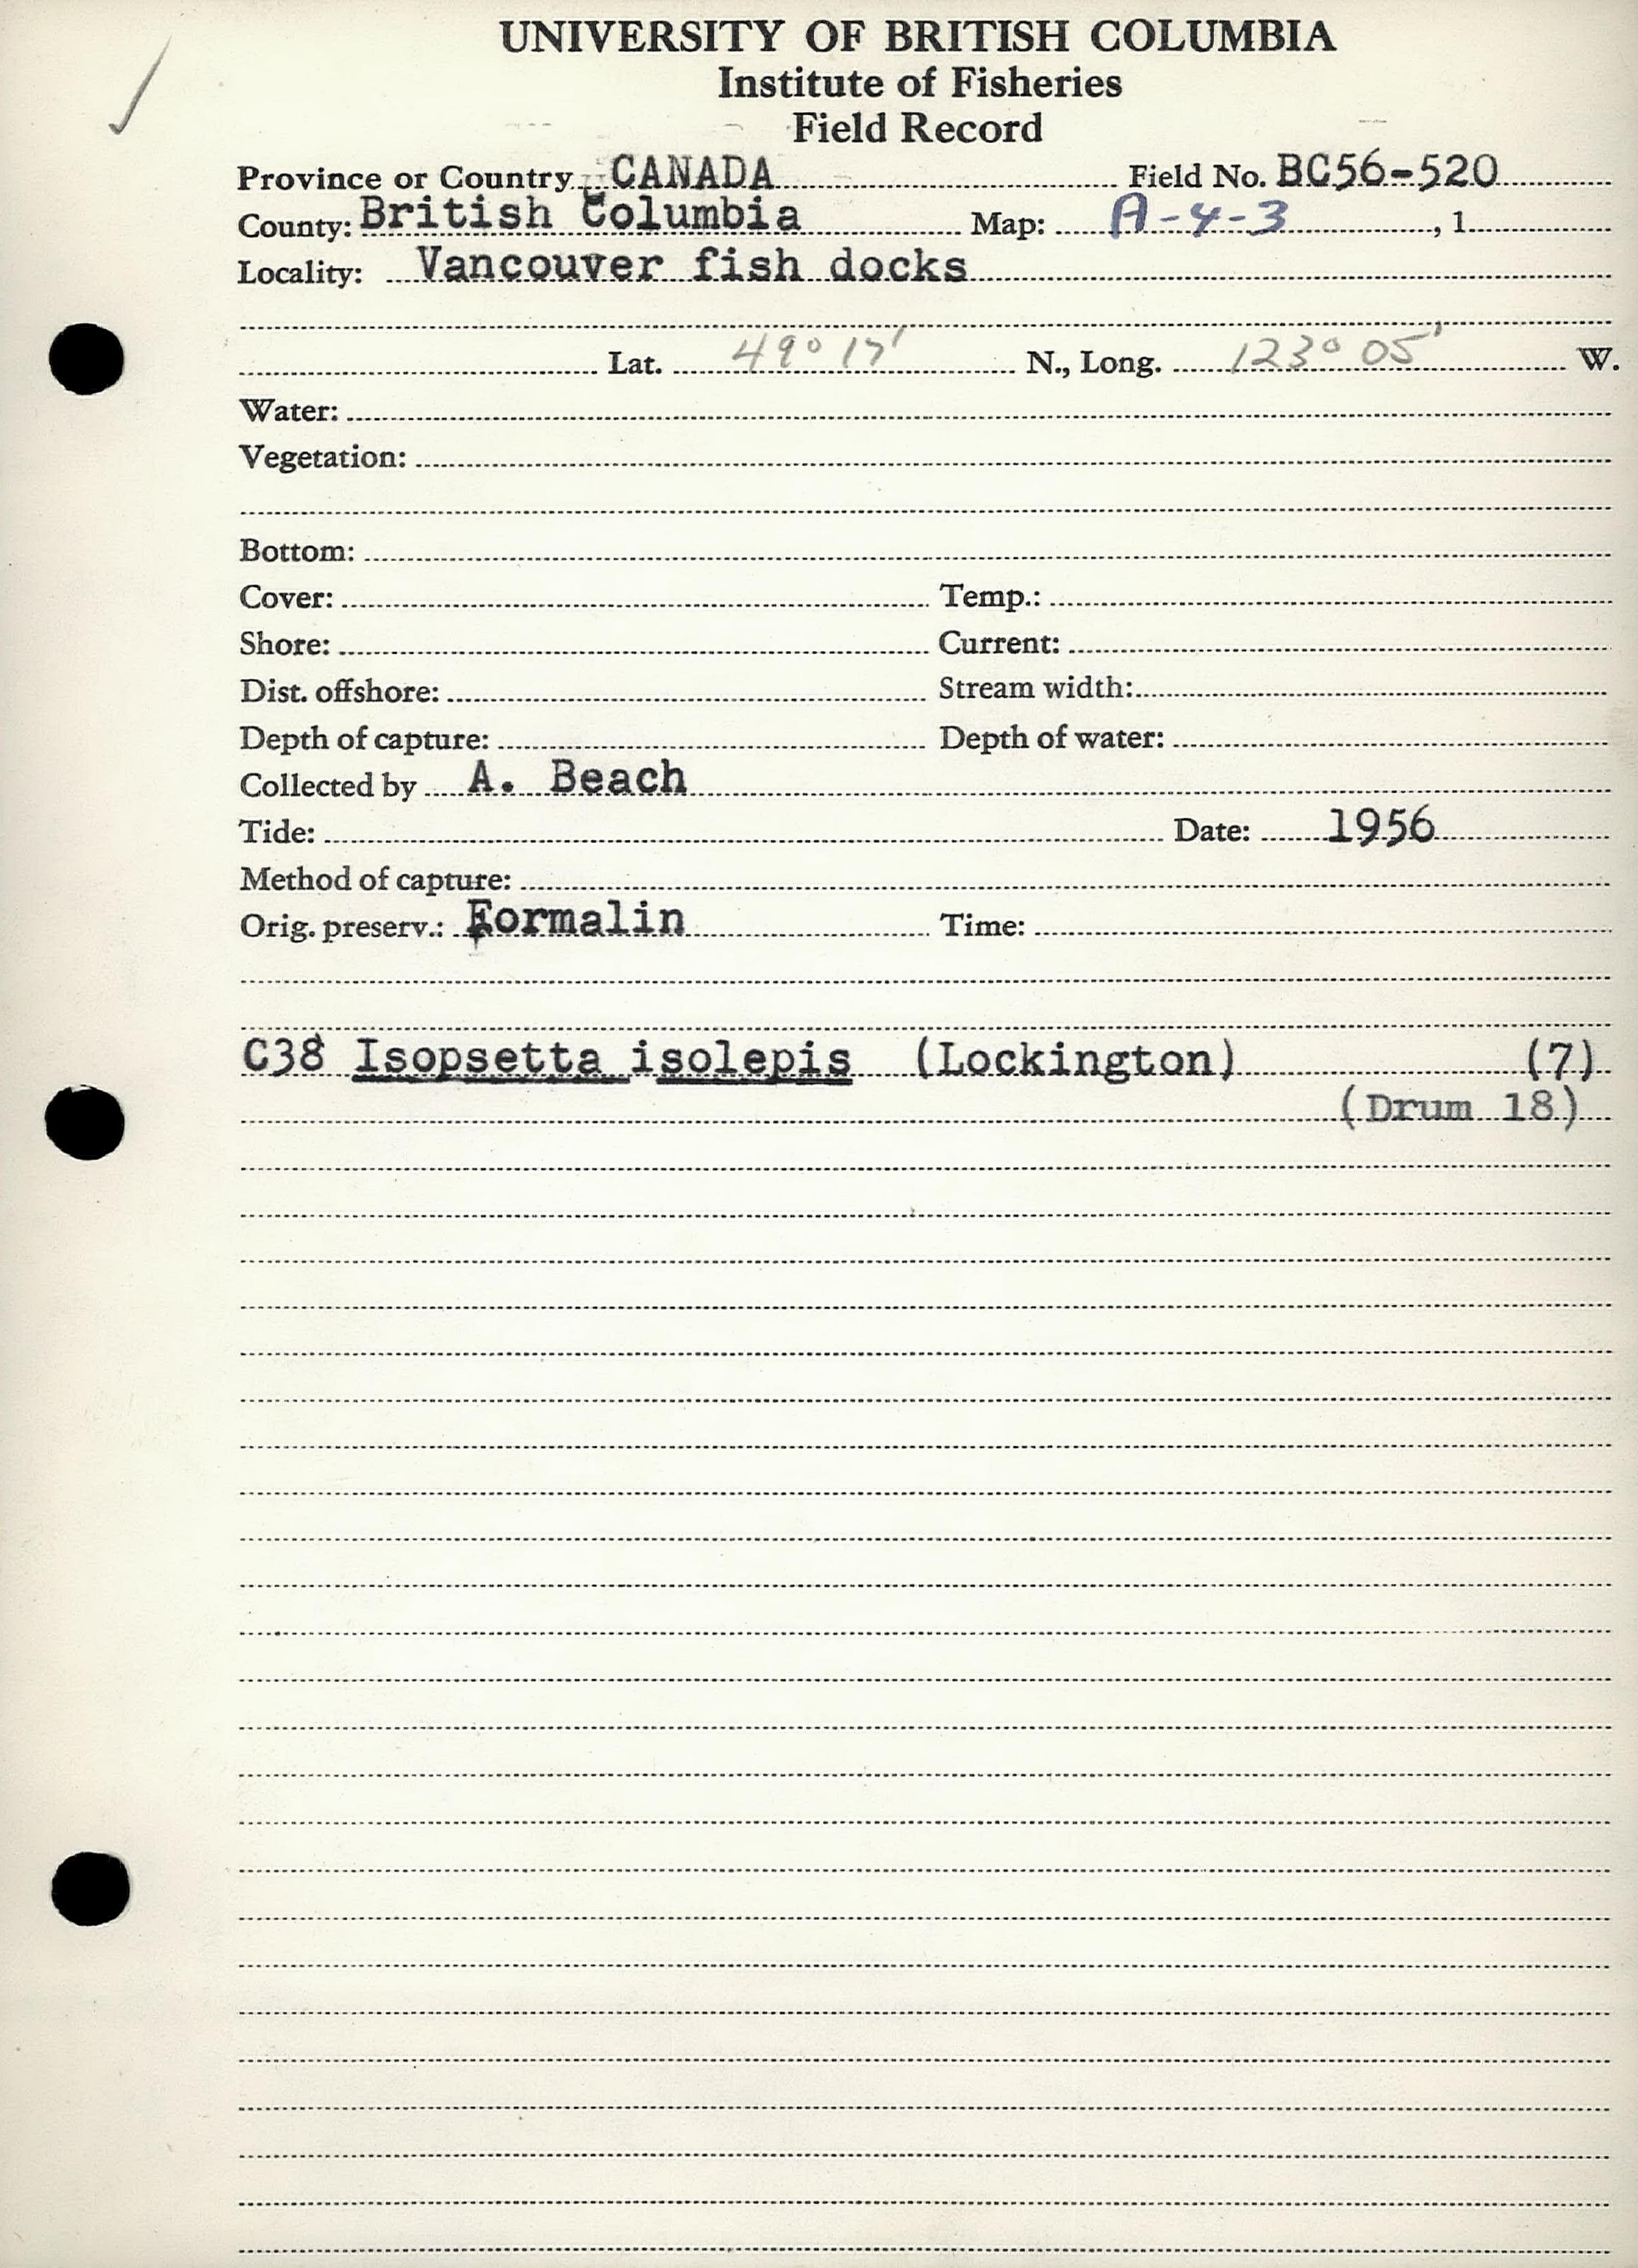 UNIVERSITY OF BRITISH COLUMBIA
Institute of Fisheries
Field Record
Province or Country CANADA Field No. BC56-520
County: British Columbia Map: A-4-3, 1
Locality: Vancouver fish docks
Lat. 49° 17' N., Long. 123° 05' W.
Water:
Vegetation:
Bottom:
Cover: Temp.:
Shore: Current:
Dist. offshore: Stream width:
Depth of capture: Depth of water:
Collected by A. Beach
Tide: Date: 1956
Method of capture:
Orig. preserv.: Formalin Time:
C38 Isopsetta isolepis (Lockington) (7)
(Drum 18)